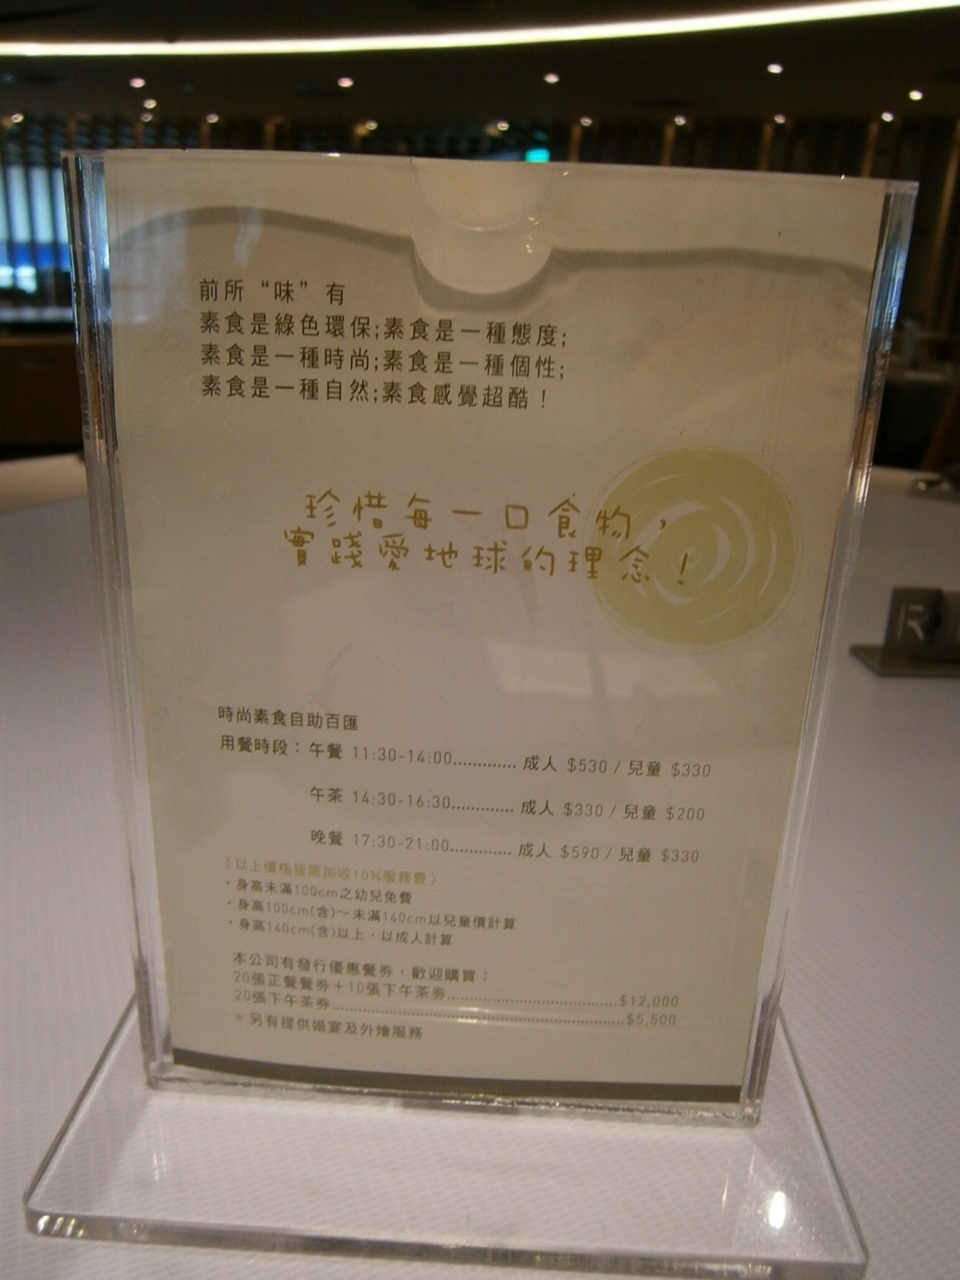 前所“味”有
素食是綠色環保;素食是一種態度;
素食是一種時尚;素食是一種個性;
素食是一種自然;素食感覺超酷！
珍惜每一口食物，
實踐愛地球的理念！
時尚素食自助百匯
用餐時段：午餐 11:30-14:00............. 成人 $530 / 兒童 $330
午茶 14:30-16:30............. 成人 $330 / 兒童 $200
晚餐 17:30-21:00............. 成人 $590 / 兒童 $330
(以上價格皆需加收10%服務費)
·身高未滿100cm之幼兒免費
·身高100cm(含)～未滿140cm以兒童價計算
·身高140cm(含)以上，以成人計算
本公司有發行優惠餐券，歡迎購買：
20張正餐餐券＋10張下午茶券....................................$12,000
20張下午茶券..............................................................$5,500
＊另有提供婚宴及外燴服務
R